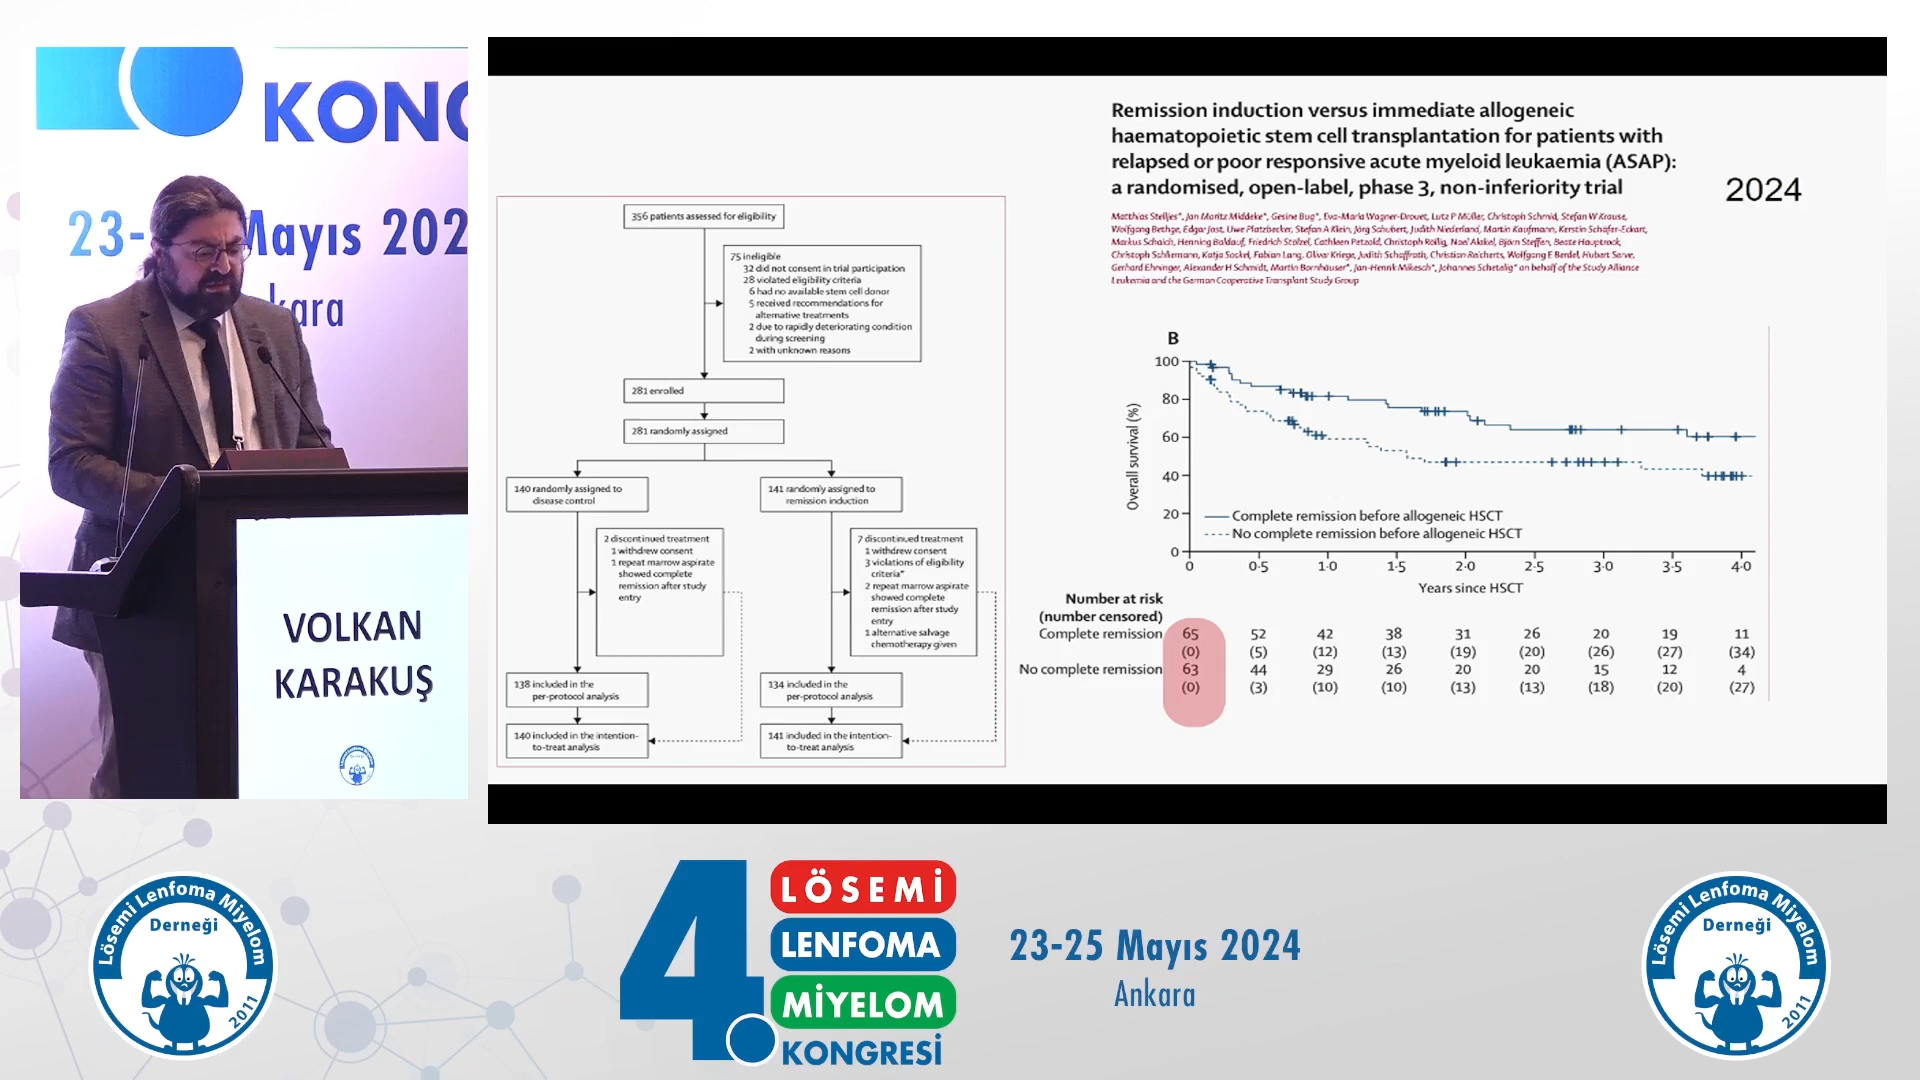 KONG
23- Mayıs 202
kara
VOLKAN
KARAKUŞ
Remission induction versus immediate allogeneic
haematopoietic stem cell transplantation for patients with
relapsed or poor responsive acute myeloid leukaemia (ASAP):
a randomised, open-label, phase 3, non-inferiority trial
2024
Matthias Stelljes*, Jan Moritz Middeke*, Gesine Bug*, Eva-Maria Wagner-Drouet, Lutz P Müller, Christoph Schmid, Stefan W Krause,
Wolfgang Bethge, Edgar Jost, Uwe Platzbecker, Stefan A Klein, Jörg Schubert, Judith Niederland, Martin Kaufmann, Kerstin Schäfer-Eckart,
Markus Schaich, Henning Baldauf, Friedrich Stölzel, Cathleen Petzold, Christoph Röllig, Nael Alakel, Björn Steffen, Beate Hauptrock,
Christoph Schliemann, Katja Sockel, Fabian Lang, Oliver Kriege, Judith Schaffrath, Christian Reicherts, Wolfgang E Berdel, Hubert Serve,
Gerhard Ehninger, Alexander H Schmidt, Martin Bornhäuser*, Jan-Henrik Mikesch*, Johannes Schetelig* on behalf of the Study Alliance
Leukemia and the German Cooperative Transplant Study Group
356 patients assessed for eligibility
75 ineligible
32 did not consent in trial participation
28 violated eligibility criteria
6 had no available stem cell donor
5 received recommendations for
alternative treatments
2 due to rapidly deteriorating condition
during screening
2 with unknown reasons
281 enrolled
281 randomly assigned
140 randomly assigned to
disease control
141 randomly assigned to
remission induction
2 discontinued treatment
1 withdrew consent
1 repeat marrow aspirate
showed complete
remission after study
entry
7 discontinued treatment
1 withdrew consent
3 violations of eligibility
criteria*
2 repeat marrow aspirate
showed complete
remission after study
entry
1 alternative salvage
chemotherapy given
138 included in the
per-protocol analysis
134 included in the
per-protocol analysis
140 included in the intention-
to-treat analysis
141 included in the intention-
to-treat analysis
B
Overall survival (%)
100
80
60
40
20
0
Complete remission before allogeneic HSCT
No complete remission before allogeneic HSCT
0 0·5 1·0 1·5 2·0 2·5 3·0 3·5 4·0
Years since HSCT
Number at risk
(number censored)
Complete remission 65 52 42 38 31 26 20 19 11
(0) (5) (12) (13) (19) (20) (26) (27) (34)
No complete remission 63 44 29 26 20 20 15 12 4
(0) (3) (10) (10) (13) (13) (18) (20) (27)
Lösemi Lenfoma Miyelom
Derneği
2011
4.
LÖSEMİ
LENFOMA
MİYELOM
KONGRESİ
23-25 Mayıs 2024
Ankara
Lösemi Lenfoma Miyelom
Derneği
2011